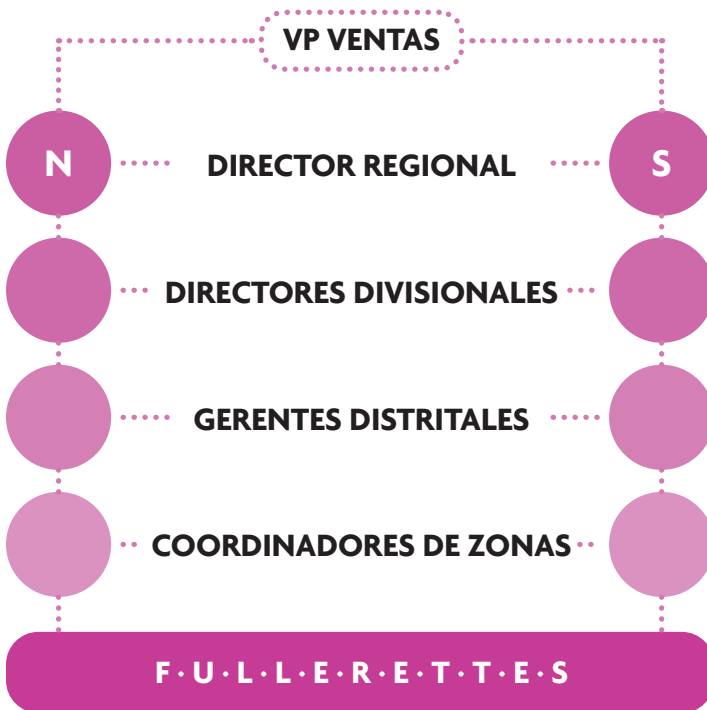 VP VENTAS
N DIRECTOR REGIONAL S
DIRECTORES DIVISIONALES
GERENTES DISTRITALES
COORDINADORES DE ZONAS
F·U·L·L·E·R·E·T·T·E·S